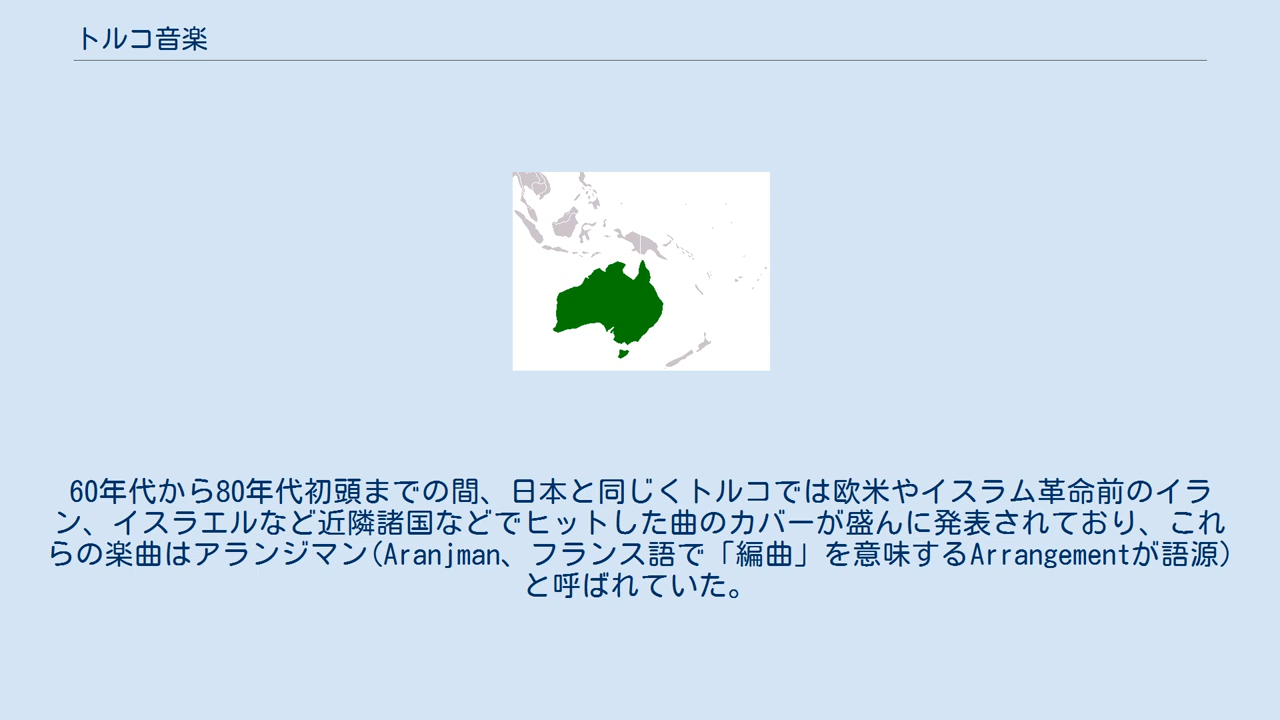 トルコ音楽
60年代から80年代初頭までの間、日本と同じくトルコでは欧米やイスラム革命前のイラ
ン、イスラエルなど近隣諸国などでヒットした曲のカバーが盛んに発表されており、これ
らの楽曲はアランジマン(Aranjman、フランス語で「編曲」を意味するArrangementが語源)
と呼ばれていた。